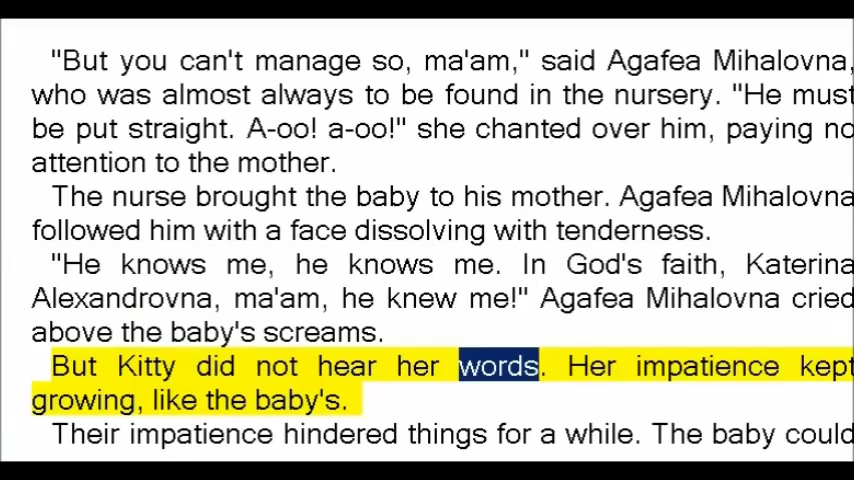 "But you can't manage so, ma'am," said Agafea Mihalovna,
who was almost always to be found in the nursery. "He must
be put straight. A-oo! a-oo!" she chanted over him, paying no
attention to the mother.
The nurse brought the baby to his mother. Agafea Mihalovna
followed him with a face dissolving with tenderness.
"He knows me, he knows me. In God's faith, Katerina
Alexandrovna, ma'am, he knew me!" Agafea Mihalovna cried
above the baby's screams.
But Kitty did not hear her words. Her impatience kept
growing, like the baby's.
Their impatience hindered things for a while. The baby could